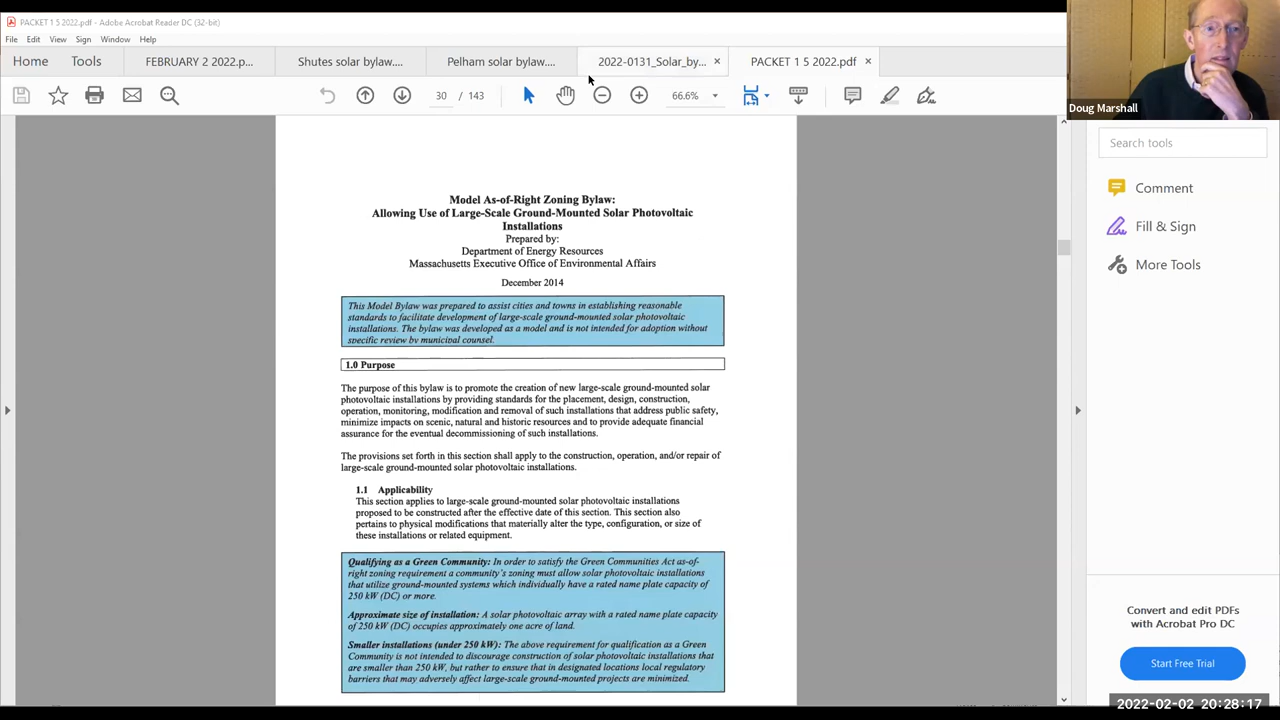 PACKET 1 5 2022.pdf - Adobe Acrobat Reader DC (32-bit)
File Edit View Sign Window Help
Home Tools FEBRUARY 2 2022.p... Shutes solar bylaw.... Pelham solar bylaw.... 2022-0131_Solar_by... × PACKET 1 5 2022.pdf ×
30 / 143 66.6%
Doug Marshall
Search tools
Comment
Fill & Sign
More Tools
Model As-of-Right Zoning Bylaw:
Allowing Use of Large-Scale Ground-Mounted Solar Photovoltaic
Installations
Prepared by:
Department of Energy Resources
Massachusetts Executive Office of Environmental Affairs
December 2014
This Model Bylaw was prepared to assist cities and towns in establishing reasonable
standards to facilitate development of large-scale ground-mounted solar photovoltaic
installations. The bylaw was developed as a model and is not intended for adoption without
specific review by municipal counsel.
1.0 Purpose
The purpose of this bylaw is to promote the creation of new large-scale ground-mounted solar
photovoltaic installations by providing standards for the placement, design, construction,
operation, monitoring, modification and removal of such installations that address public safety,
minimize impacts on scenic, natural and historic resources and to provide adequate financial
assurance for the eventual decommissioning of such installations.
The provisions set forth in this section shall apply to the construction, operation, and/or repair of
large-scale ground-mounted solar photovoltaic installations.
1.1 Applicability
This section applies to large-scale ground-mounted solar photovoltaic installations
proposed to be constructed after the effective date of this section. This section also
pertains to physical modifications that materially alter the type, configuration, or size of
these installations or related equipment.
Qualifying as a Green Community: In order to satisfy the Green Communities Act as-of-
right zoning requirement a community's zoning must allow solar photovoltaic installations
that utilize ground-mounted systems which individually have a rated name plate capacity of
250 kW (DC) or more.
Approximate size of installation: A solar photovoltaic array with a rated name plate capacity
of 250 kW (DC) occupies approximately one acre of land.
Smaller installations (under 250 kW): The above requirement for qualification as a Green
Community is not intended to discourage construction of solar photovoltaic installations that
are smaller than 250 kW, but rather to ensure that in designated locations local regulatory
barriers that may adversely affect large-scale ground-mounted projects are minimized.
Convert and edit PDFs
with Acrobat Pro DC
Start Free Trial
2022-02-02 20:28:17